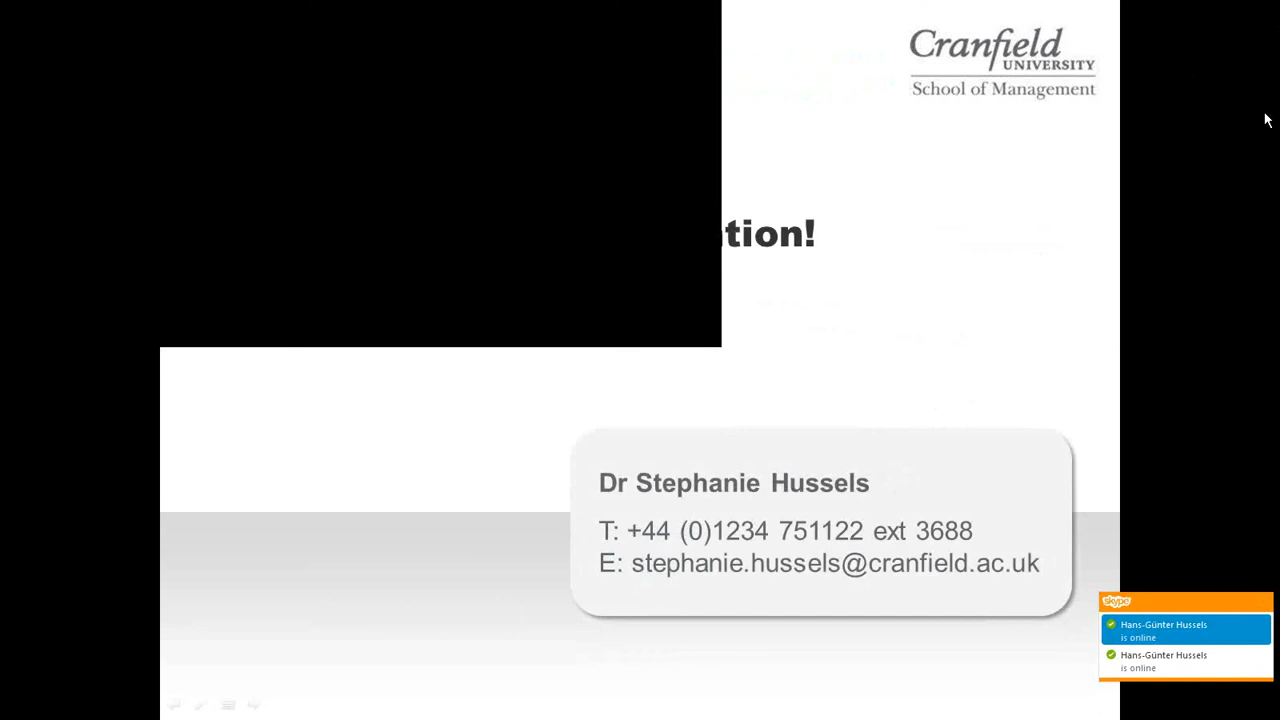 Cranfield
UNIVERSITY
School of Management
tion!
Dr Stephanie Hussels
T: +44 (0)1234 751122 ext 3688
E: stephanie.hussels@cranfield.ac.uk
skype
Hans-Günter Hussels
is online
Hans-Günter Hussels
is online